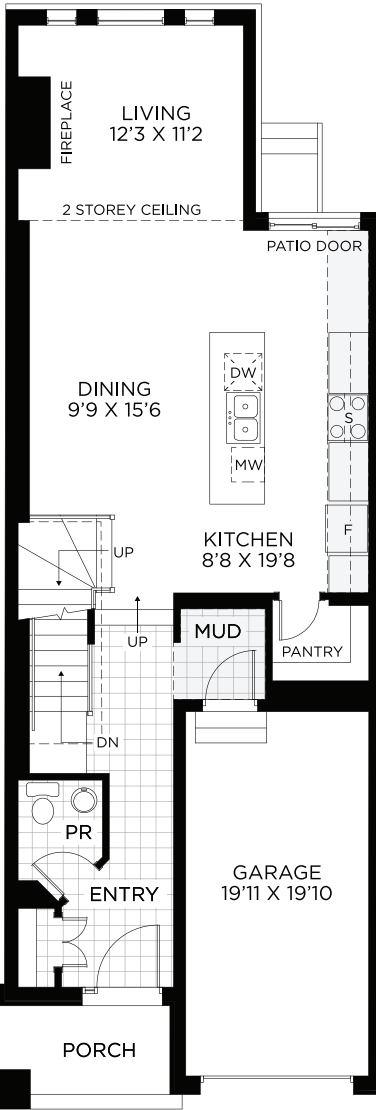 LIVING
12'3 X 11'2
FIREPLACE
2 STOREY CEILING
PATIO DOOR
DW
DINING
9'9 X 15'6
S
MW
F
KITCHEN
8'8 X 19'8
UP
UP
MUD
PANTRY
DN
PR
ENTRY
GARAGE
19'11 X 19'10
PORCH